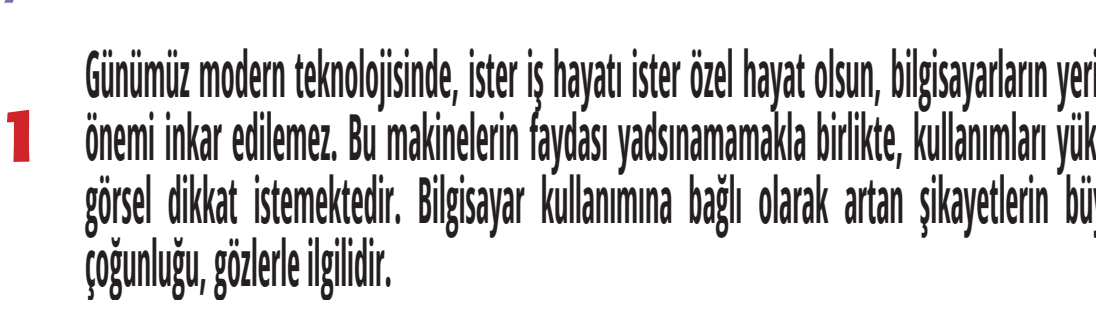 Günümüz modern teknolojisinde, ister iş hayatı ister özel hayat olsun, bilgisayarların yeri
1
önemi inkar edilemez. Bu makinelerin faydası yadsınamamakla birlikte, kullanımları yük
görsel dikkat istemektedir. Bilgisayar kullanımına bağlı olarak artan şikayetlerin büy
çoğunluğu, gözlerle ilgilidir.